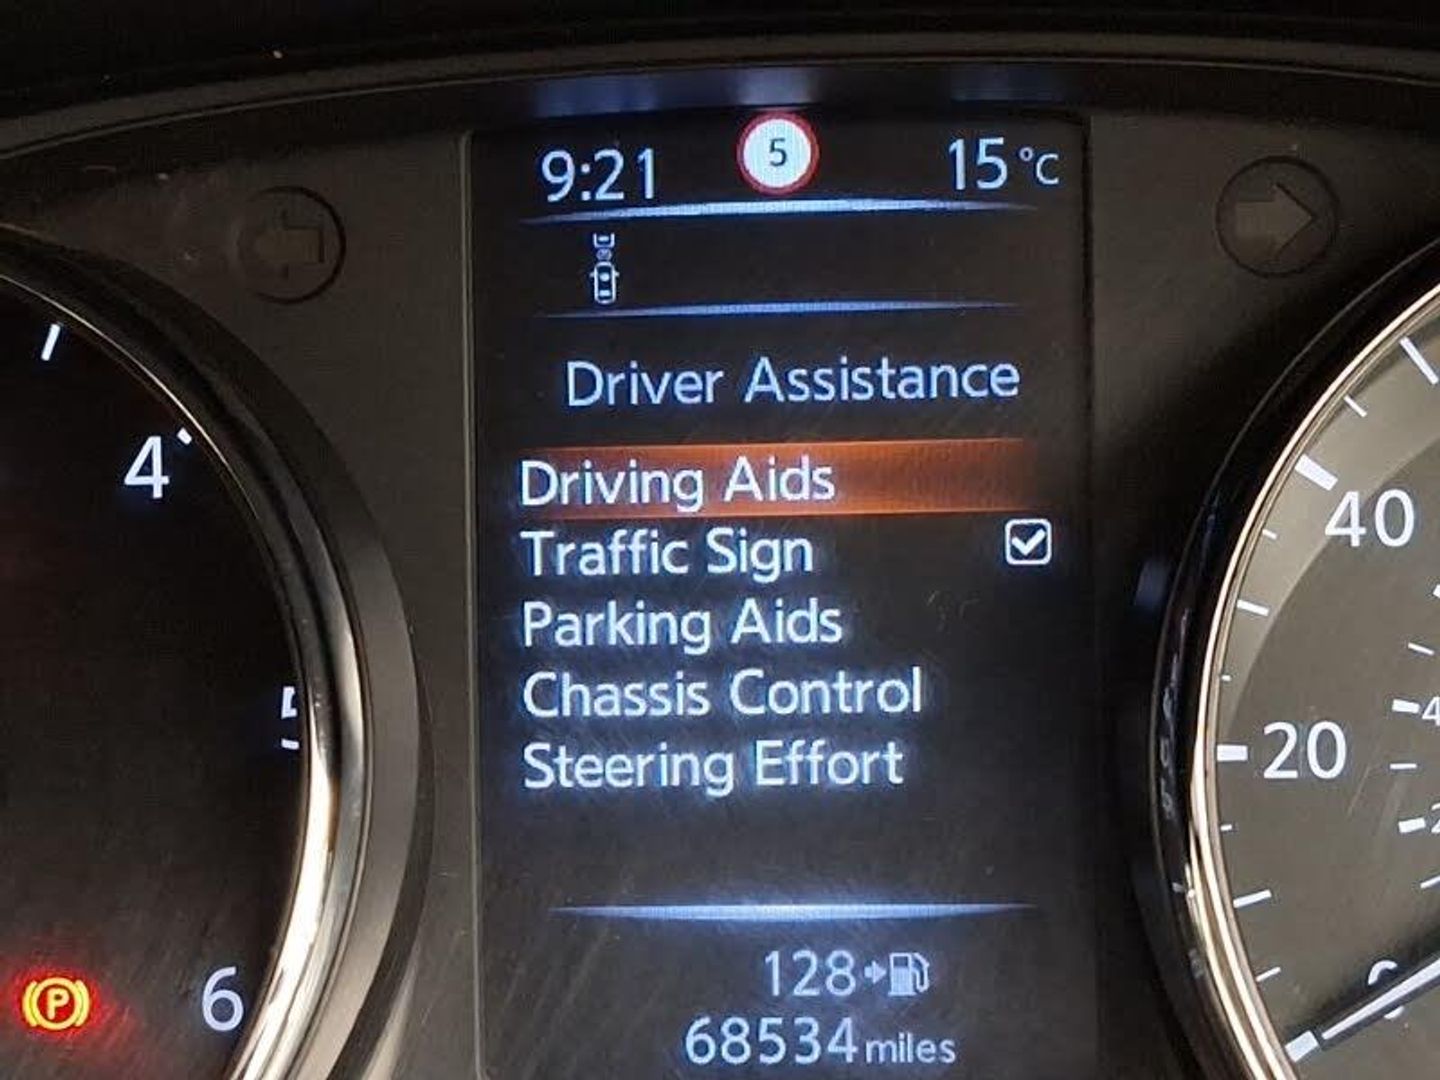 9:21 5 15 °C
Driver Assistance
Driving Aids
Traffic Sign
Parking Aids
Chassis Control
Steering Effort
128
68534 miles
4
5
6
P
40
20
0